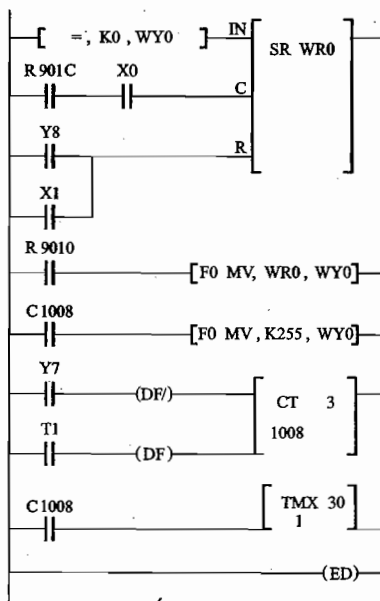 =, K0, WY0 IN SR WR0
R901C X0 C
Y8 R
X1
R9010
F0 MV, WR0, WY0
C1008
F0 MV, K255, WY0
Y7 (DF/) CT 3
1008
T1 (DF)
C1008 TMX 30
1
(ED)